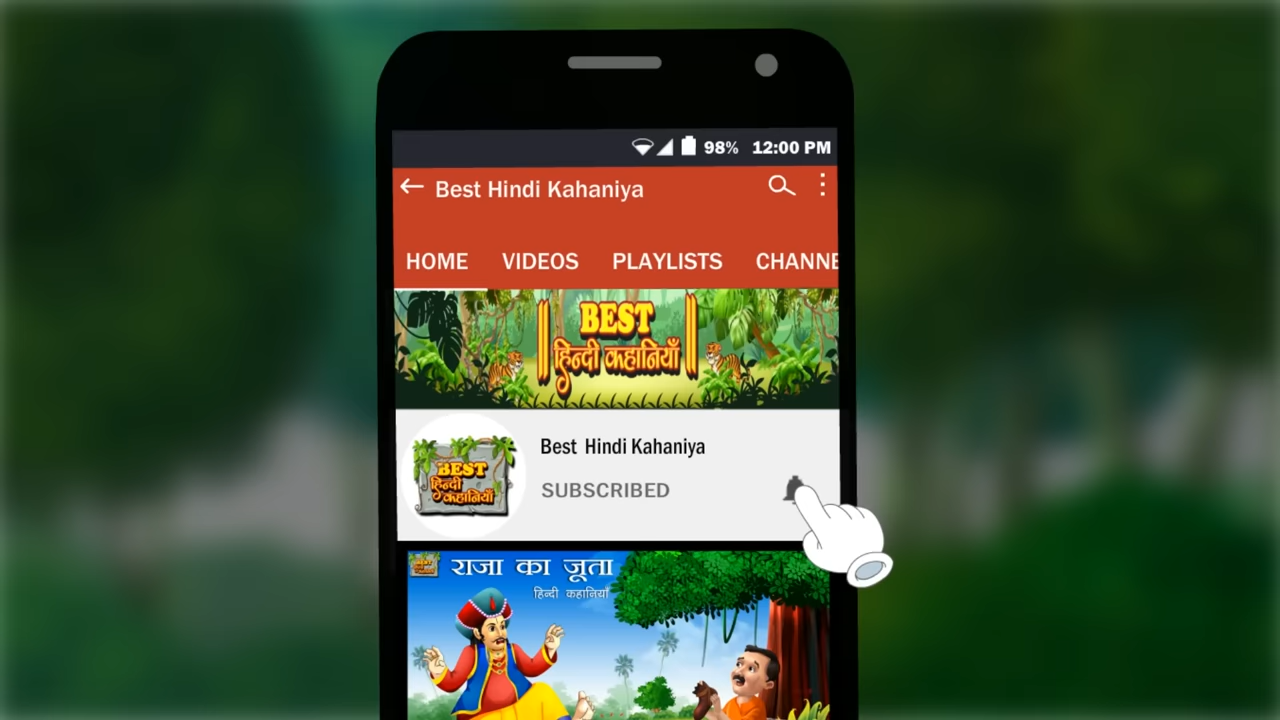 98% 12:00 PM
Best Hindi Kahaniya
HOME VIDEOS PLAYLISTS CHANNE
BEST
हिन्दी कहानियाँ
Best Hindi Kahaniya
SUBSCRIBED
BEST
हिन्दी
कहानियाँ
राजा का जूता
हिन्दी कहानियाँ